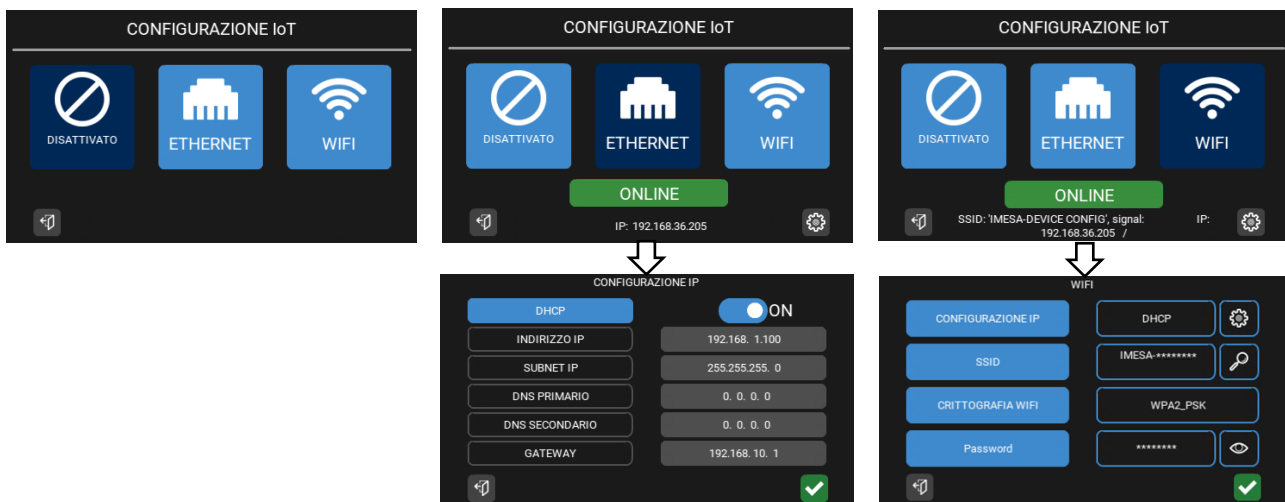 CONFIGURAZIONE IoT
DISATTIVATO
ETHERNET
WIFI
CONFIGURAZIONE IoT
DISATTIVATO
ETHERNET
WIFI
ONLINE
IP: 192.168.36.205
CONFIGURAZIONE IoT
DISATTIVATO
ETHERNET
WIFI
ONLINE
SSID: 'IMESA-DEVICE CONFIG', signal: IP:
192.168.36.205 /
CONFIGURAZIONE IP
DHCP ON
INDIRIZZO IP 192.168. 1.100
SUBNET IP 255.255.255. 0
DNS PRIMARIO 0. 0. 0. 0
DNS SECONDARIO 0. 0. 0. 0
GATEWAY 192.168. 10. 1
WIFI
CONFIGURAZIONE IP DHCP
SSID IMESA-********
CRITTOGRAFIA WIFI WPA2_PSK
Password ********